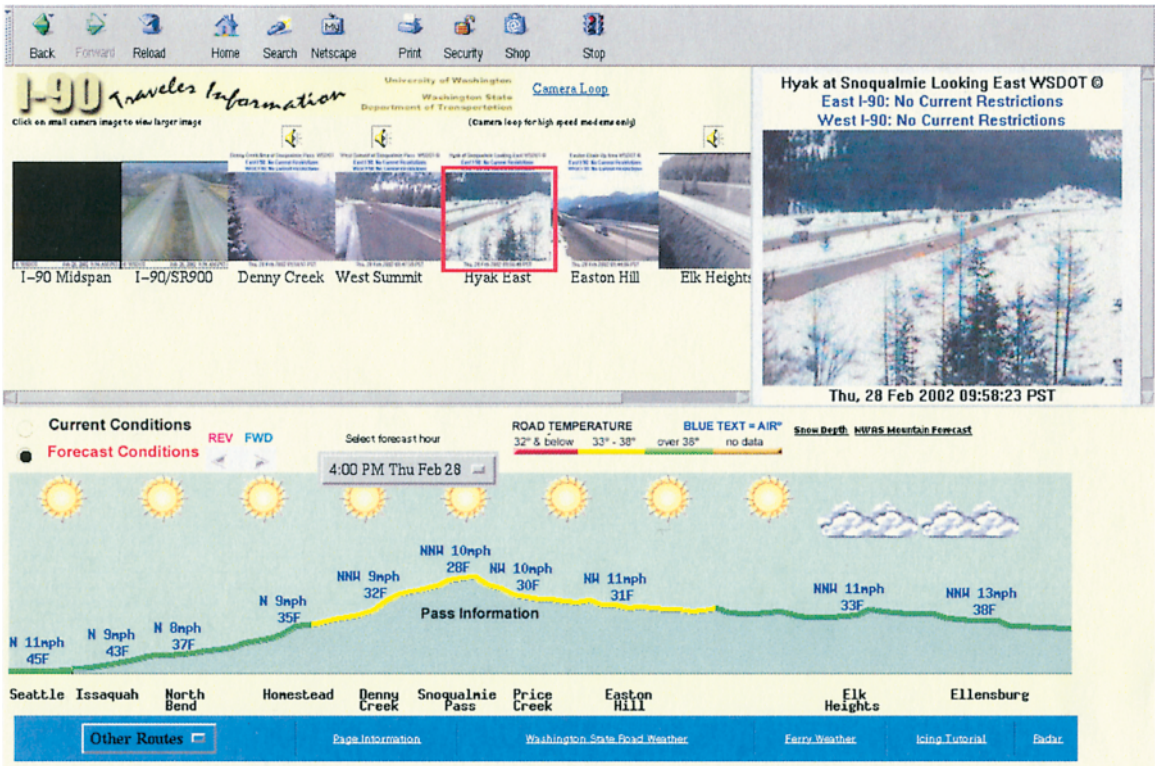 Back Forward Reload Home Search Netscape Print Security Shop Stop
I-90 Traveler Information
University of Washington
Washington State
Department of Transportation
Camera Loop
Click on small camera image to view larger image
(Camera loop for high speed modems only)
I-90 Midspan
I-90/SR900
Denny Creek
West Summit
Hyak East
Easton Hill
Elk Heights
Hyak at Snoqualmie Looking East WSDOT ©
East I-90: No Current Restrictions
West I-90: No Current Restrictions
Thu, 28 Feb 2002 09:58:23 PST
Current Conditions
Forecast Conditions
REV FWD
Select forecast hour
4:00 PM Thu Feb 28
ROAD TEMPERATURE BLUE TEXT = AIR°
32° & below 33° - 38° over 38° no data
Snow Depth NWRS Mountain Forecast
N 11mph
45F
N 9mph
43F
N 8mph
37F
N 9mph
35F
NNW 9mph
32F
NNW 10mph
28F
NW 10mph
30F
NW 11mph
31F
NNW 11mph
33F
NNW 13mph
38F
Pass Information
Seattle
Issaquah
North
Bend
Homestead
Denny
Creek
Snoqualmie
Pass
Price
Creek
Easton
Hill
Elk
Heights
Ellensburg
Other Routes
Page Information
Washington State Road Weather
Ferry Weather
Icing Tutorial
Radar